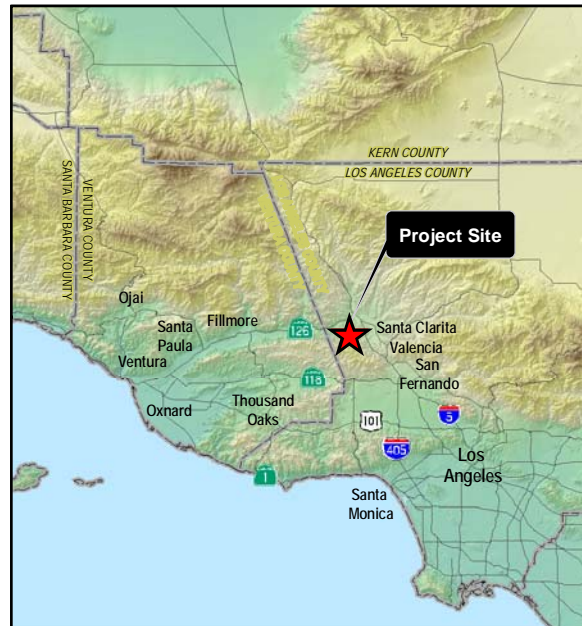 KERN COUNTY
LOS ANGELES COUNTY
SANTA BARBARA COUNTY
VENTURA COUNTY
Project Site
Ojai
Santa
Paula
Fillmore
126
Santa Clarita
Valencia
San
Fernando
Ventura
118
Oxnard
Thousand
Oaks
101
5
405
Los
Angeles
1
Santa
Monica